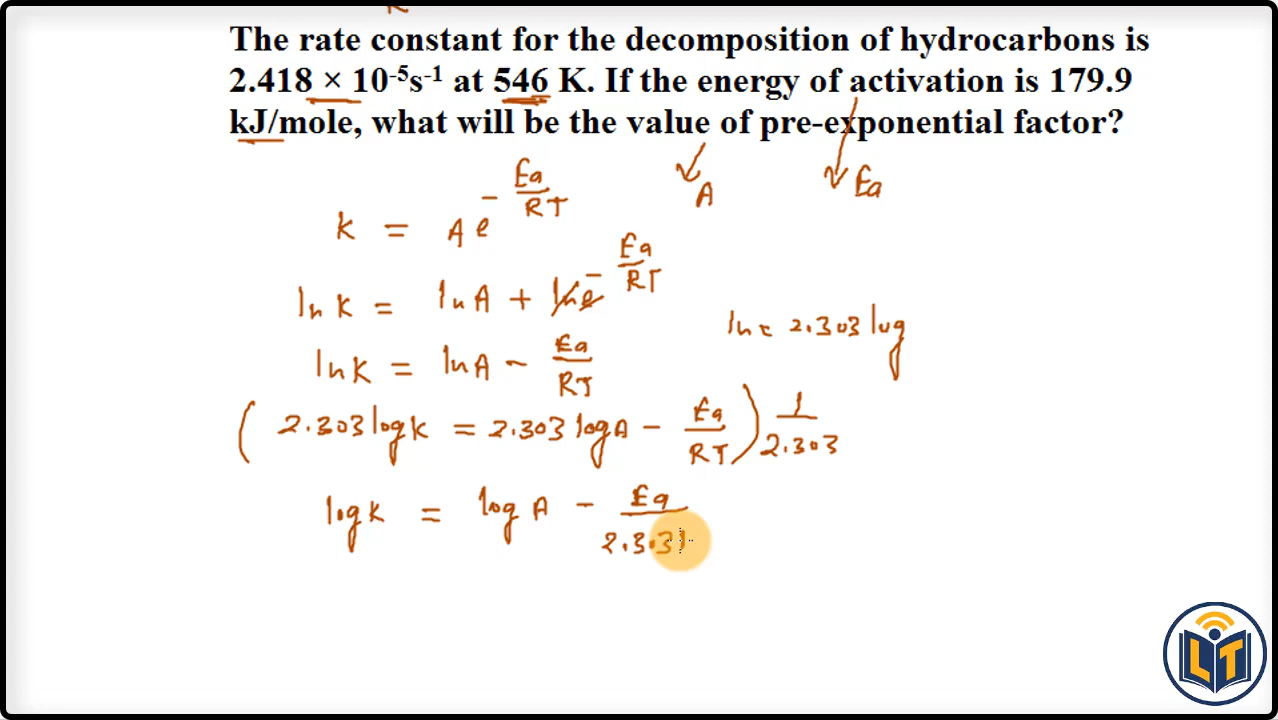 The rate constant for the decomposition of hydrocarbons is
2.418 × 10⁻⁵s⁻¹ at 546 K. If the energy of activation is 179.9
kJ/mole, what will be the value of pre-exponential factor?
A
Ea
k = A e^(-Ea/RT)
ln K = ln A + ln e^(-Ea/RT)
ln = 2.303 log
ln K = ln A - Ea/RT
( 2.303 log K = 2.303 log A - Ea/RT ) 1/2.303
log K = log A - Ea/2.303
LT